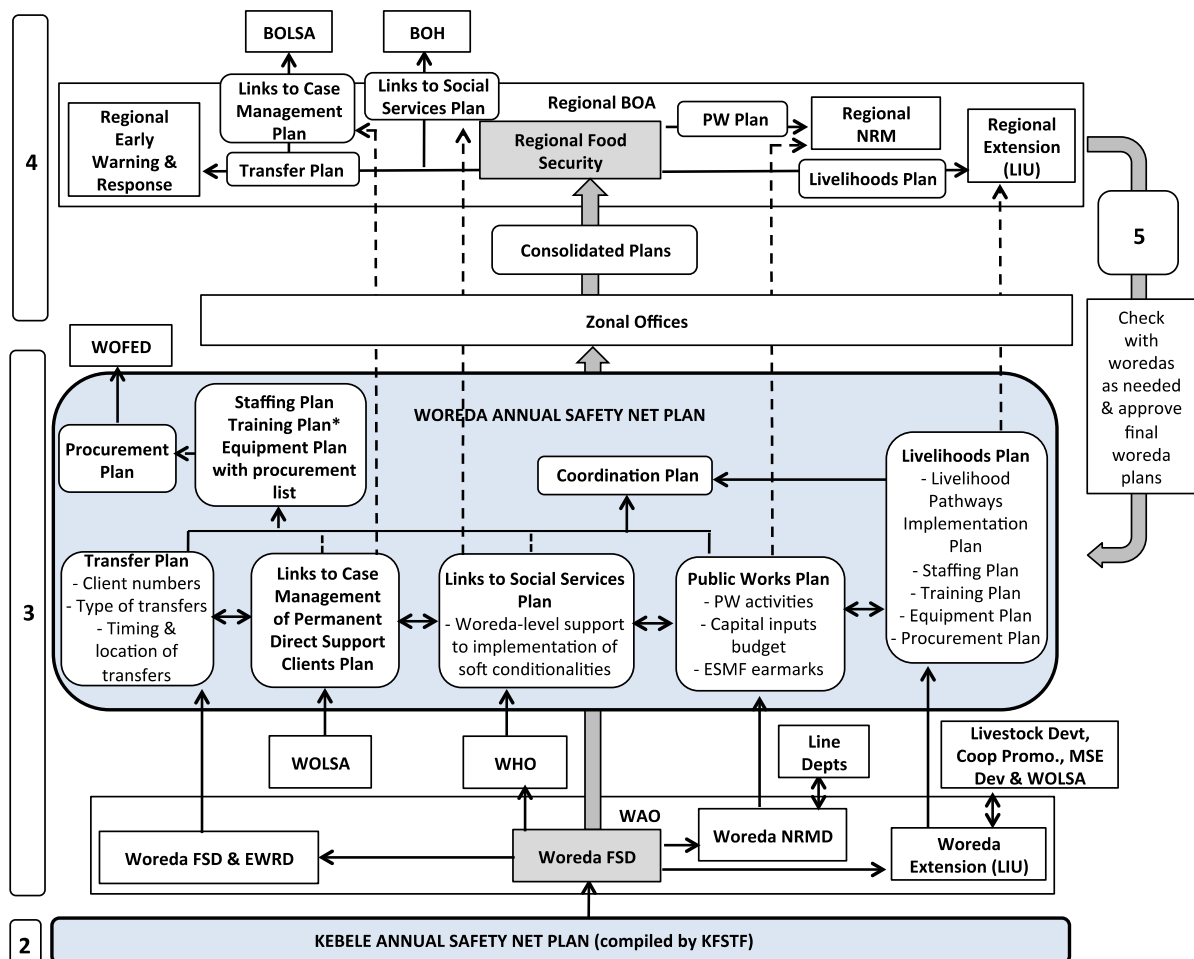 BOLSA
BOH
4
Links to Case
Management
Plan
Links to Social
Services Plan
Regional BOA
Regional
Early
Warning &
Response
Transfer Plan
Regional Food
Security
PW Plan
Regional
NRM
Livelihoods Plan
Regional
Extension
(LIU)
5
Consolidated Plans
Zonal Offices
Check
with
woredas
as needed
& approve
final
woreda
plans
3
WOFED
WOREDA ANNUAL SAFETY NET PLAN
Procurement
Plan
Staffing Plan
Training Plan*
Equipment Plan
with procurement
list
Coordination Plan
Livelihoods Plan
- Livelihood
Pathways
Implementation
Plan
- Staffing Plan
- Training Plan
- Equipment Plan
- Procurement Plan
Transfer Plan
- Client numbers
- Type of transfers
- Timing &
location of
transfers
Links to Case
Management
of Permanent
Direct Support
Clients Plan
Links to Social Services
Plan
- Woreda-level support
to implementation of
soft conditionalities
Public Works Plan
- PW activities
- Capital inputs
budget
- ESMF earmarks
WOLSA
WHO
Line
Depts
Livestock Devt,
Coop Promo., MSE
Dev & WOLSA
WAO
Woreda FSD & EWRD
Woreda FSD
Woreda NRMD
Woreda
Extension (LIU)
2
KEBELE ANNUAL SAFETY NET PLAN (compiled by KFSTF)